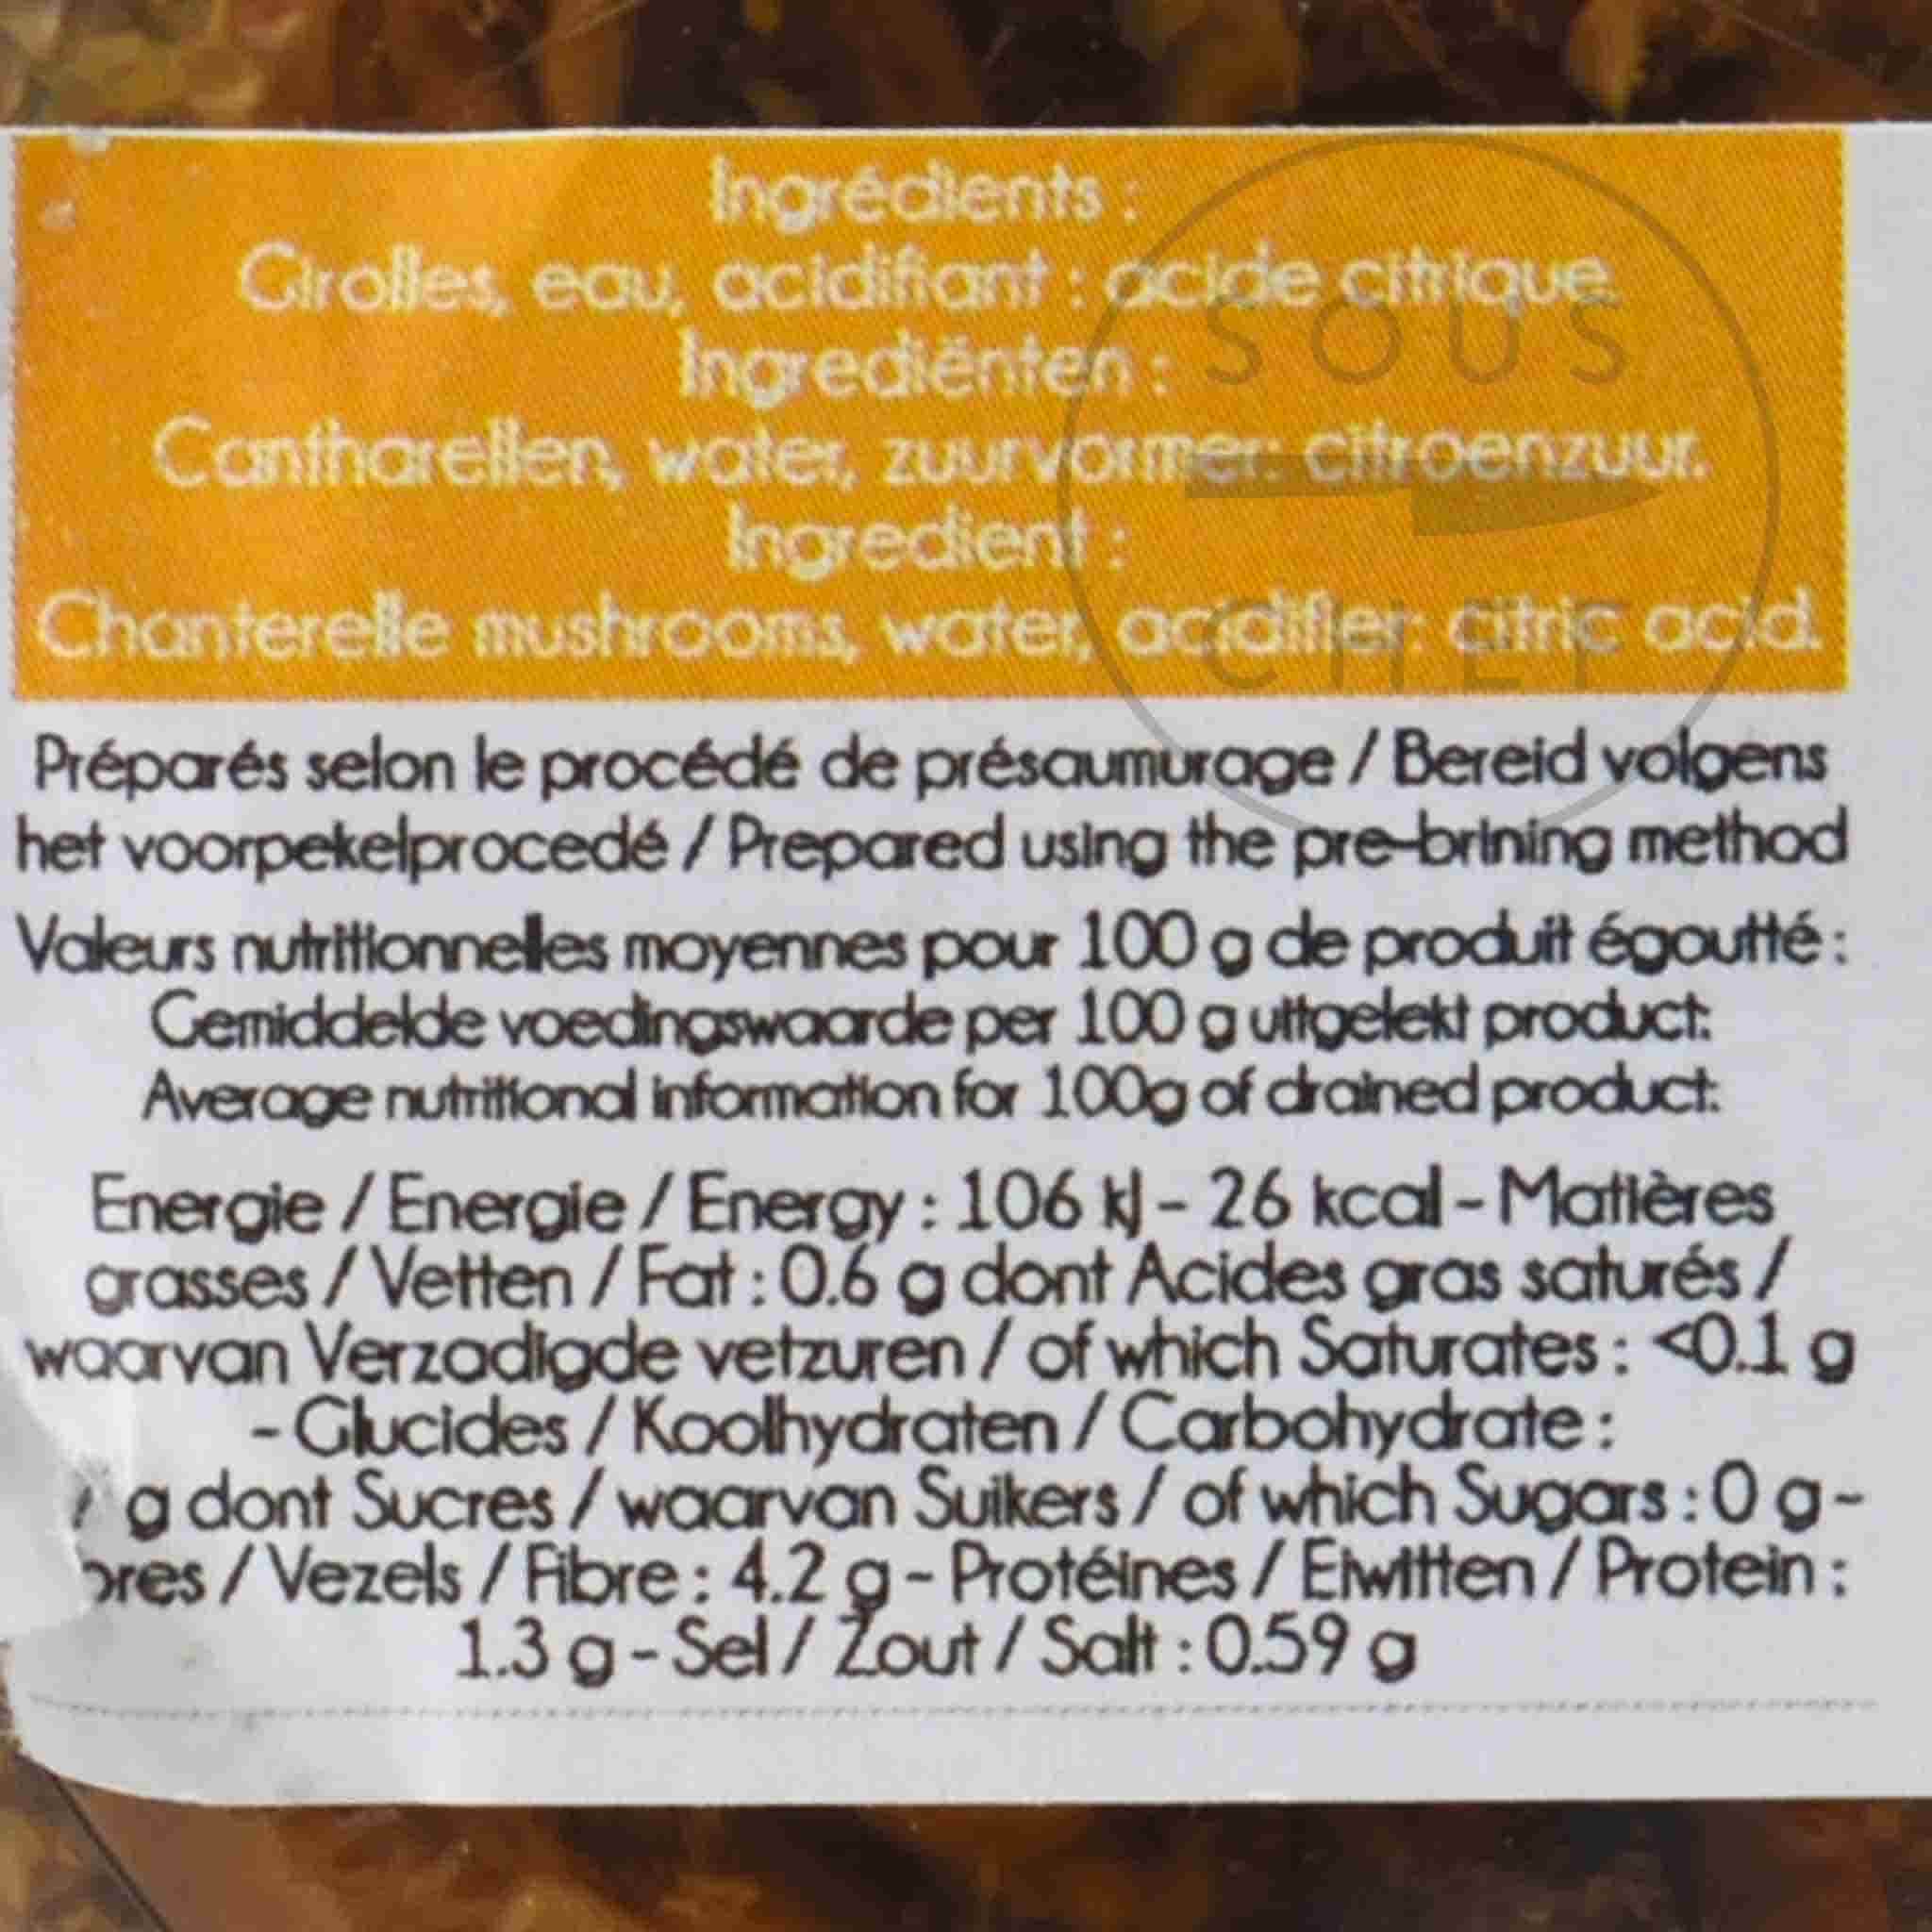 Ingrédients :
Girolles, eau, acidifiant : acide citrique.
SOUS
Ingrediënten :
Cantharellen, water, zuurvormer: citroenzuur.
Ingredient :
Chanterelle mushrooms, water, acidifier: citric acid.
CHEF
Préparés selon le procédé de présaumurage / Bereid volgens
het voorpekelprocedé / Prepared using the pre-brining method
Valeurs nutritionnelles moyennes pour 100 g de produit égoutté :
Gemiddelde voedingswaarde per 100 g uitgelekt product:
Average nutritional information for 100g of drained product:
Energie / Energie / Energy : 106 kJ - 26 kcal - Matières
grasses / Vetten / Fat : 0.6 g dont Acides gras saturés /
waarvan Verzadigde vetzuren / of which Saturates : <0.1 g
- Glucides / Koolhydraten / Carbohydrate :
g dont Sucres / waarvan Suikers / of which Sugars : 0 g -
/ Vezels / Fibre : 4.2 g - Protéines / Eiwitten / Protein :
1.3 g - Sel / Zout / Salt : 0.59 g